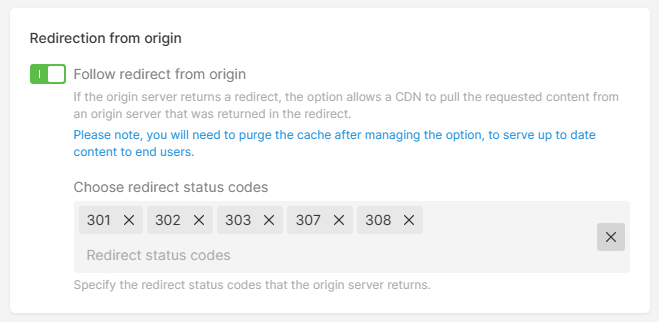 Redirection from origin
Follow redirect from origin
If the origin server returns a redirect, the option allows a CDN to pull the requested content from
an origin server that was returned in the redirect.
Please note, you will need to purge the cache after managing the option, to serve up to date
content to end users.
Choose redirect status codes
301 302 303 307 308
Redirect status codes
Specify the redirect status codes that the origin server returns.